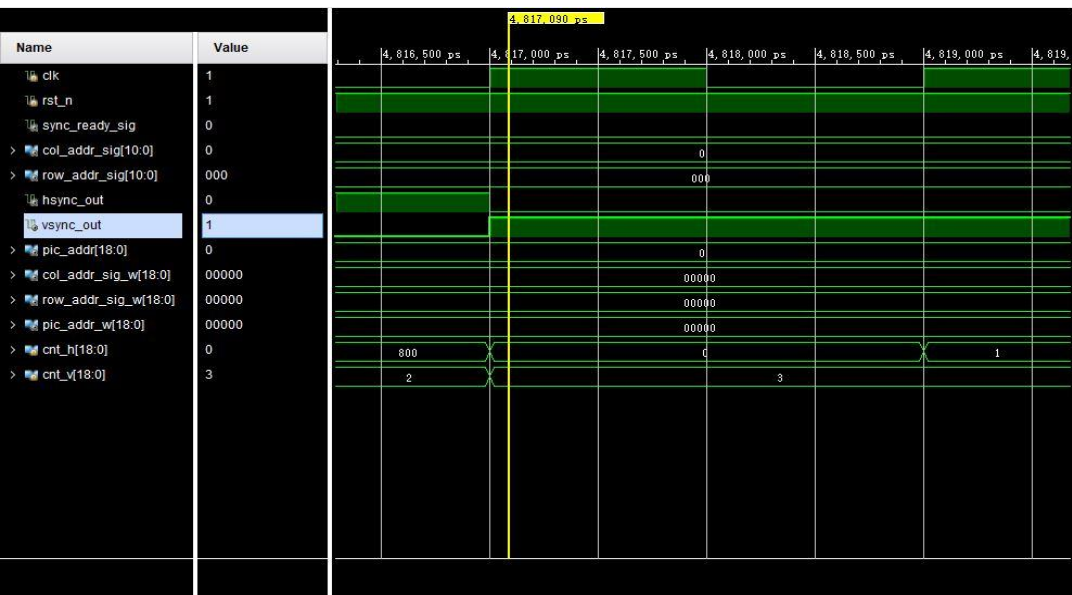 4,817,090 ps
Name Value
4,816,500 ps 4,817,000 ps 4,817,500 ps 4,818,000 ps 4,818,500 ps 4,819,000 ps 4,819,
clk 1
rst_n 1
sync_ready_sig 0
col_addr_sig[10:0] 0 0
row_addr_sig[10:0] 000 000
hsync_out 0
vsync_out 1
pic_addr[18:0] 0 0
col_addr_sig_w[18:0] 00000 00000
row_addr_sig_w[18:0] 00000 00000
pic_addr_w[18:0] 00000 00000
cnt_h[18:0] 0 800 0 1
cnt_v[18:0] 3 2 3